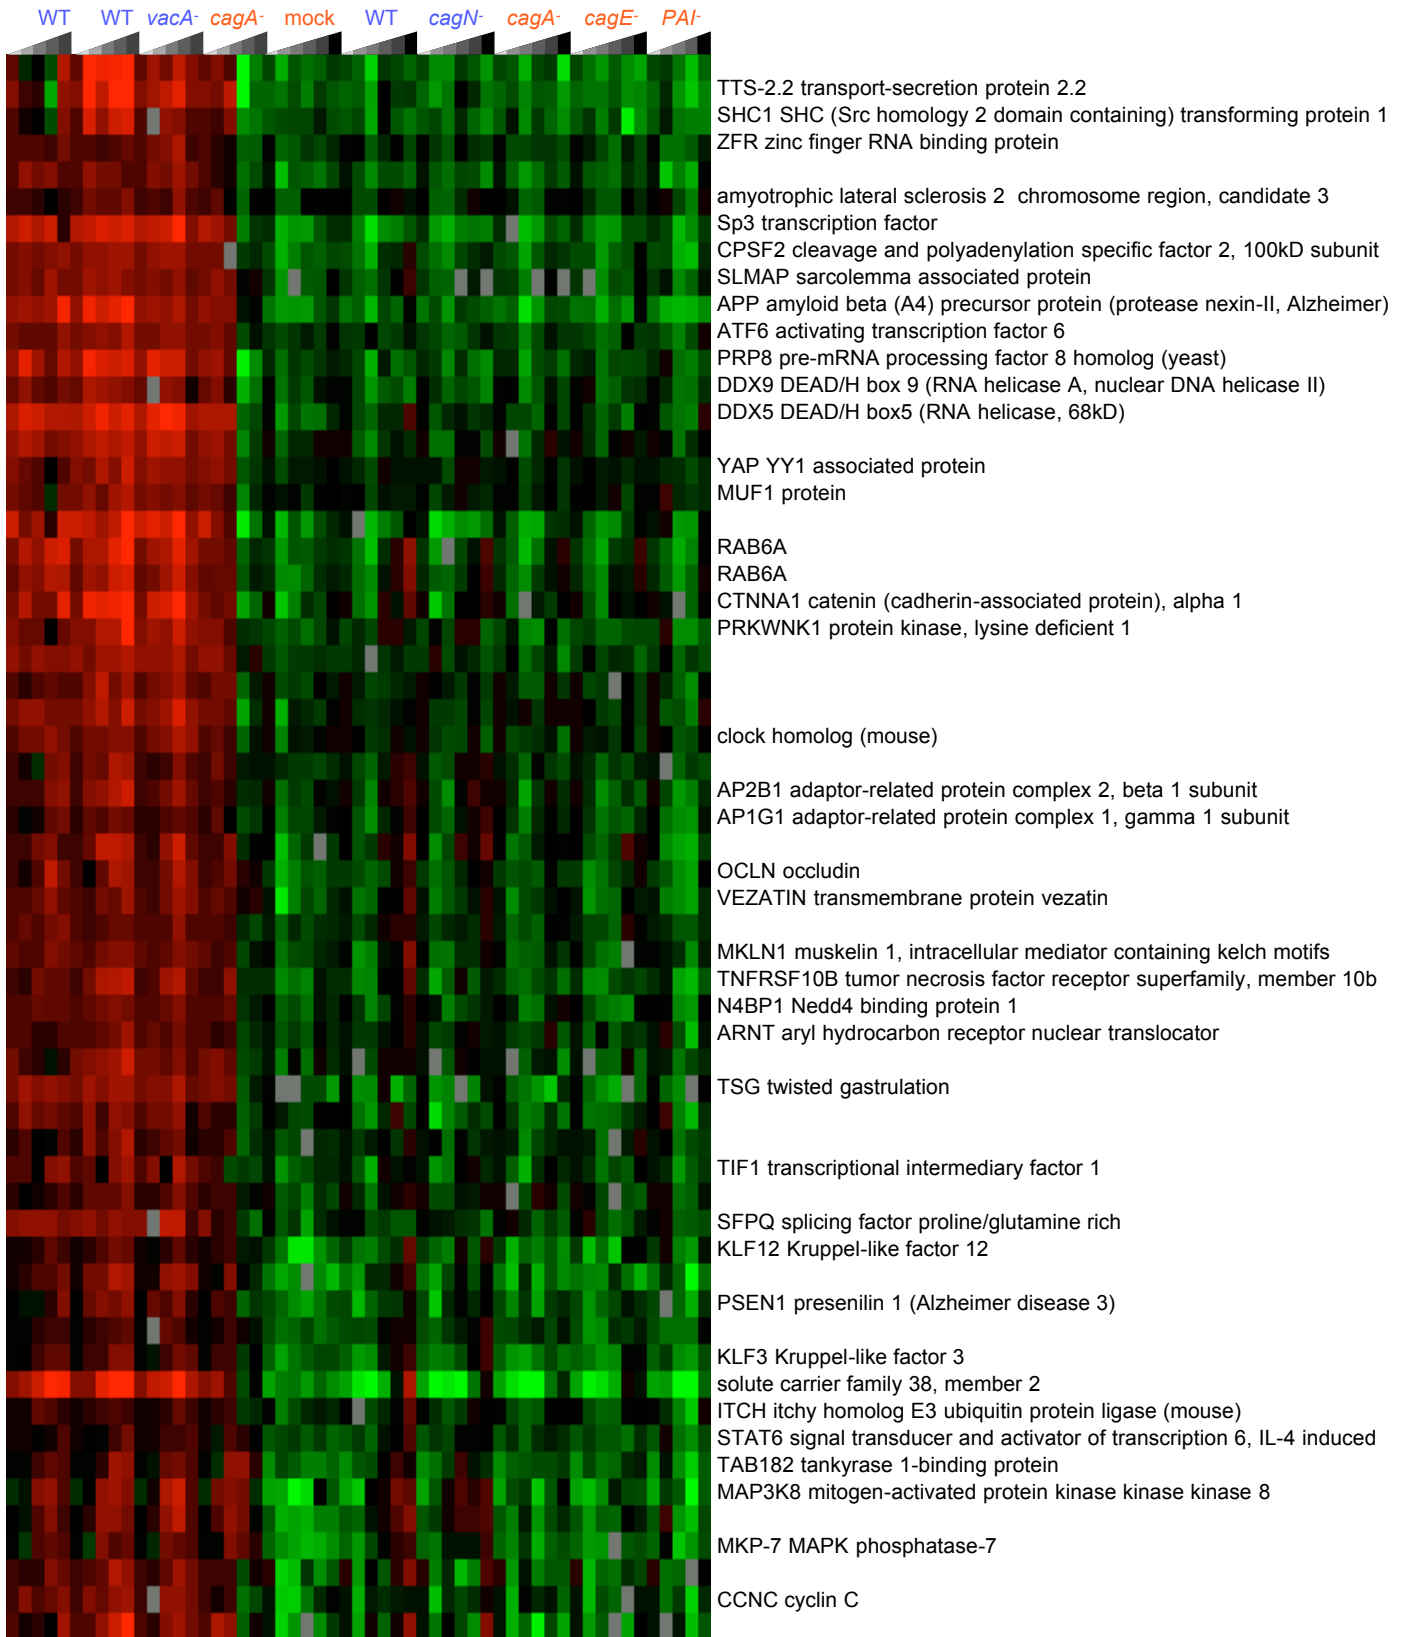 WT WT vacA- cagA- mock WT cagN- cagA- cagE- PAI-
TTS-2.2 transport-secretion protein 2.2
SHC1 SHC (Src homology 2 domain containing) transforming protein 1
ZFR zinc finger RNA binding protein
amyotrophic lateral sclerosis 2 chromosome region, candidate 3
Sp3 transcription factor
CPSF2 cleavage and polyadenylation specific factor 2, 100kD subunit
SLMAP sarcolemma associated protein
APP amyloid beta (A4) precursor protein (protease nexin-II, Alzheimer)
ATF6 activating transcription factor 6
PRP8 pre-mRNA processing factor 8 homolog (yeast)
DDX9 DEAD/H box 9 (RNA helicase A, nuclear DNA helicase II)
DDX5 DEAD/H box5 (RNA helicase, 68kD)
YAP YY1 associated protein
MUF1 protein
RAB6A
RAB6A
CTNNA1 catenin (cadherin-associated protein), alpha 1
PRKWNK1 protein kinase, lysine deficient 1
clock homolog (mouse)
AP2B1 adaptor-related protein complex 2, beta 1 subunit
AP1G1 adaptor-related protein complex 1, gamma 1 subunit
OCLN occludin
VEZATIN transmembrane protein vezatin
MKLN1 muskelin 1, intracellular mediator containing kelch motifs
TNFRSF10B tumor necrosis factor receptor superfamily, member 10b
N4BP1 Nedd4 binding protein 1
ARNT aryl hydrocarbon receptor nuclear translocator
TSG twisted gastrulation
TIF1 transcriptional intermediary factor 1
SFPQ splicing factor proline/glutamine rich
KLF12 Kruppel-like factor 12
PSEN1 presenilin 1 (Alzheimer disease 3)
KLF3 Kruppel-like factor 3
solute carrier family 38, member 2
ITCH itchy homolog E3 ubiquitin protein ligase (mouse)
STAT6 signal transducer and activator of transcription 6, IL-4 induced
TAB182 tankyrase 1-binding protein
MAP3K8 mitogen-activated protein kinase kinase kinase 8
MKP-7 MAPK phosphatase-7
CCNC cyclin C